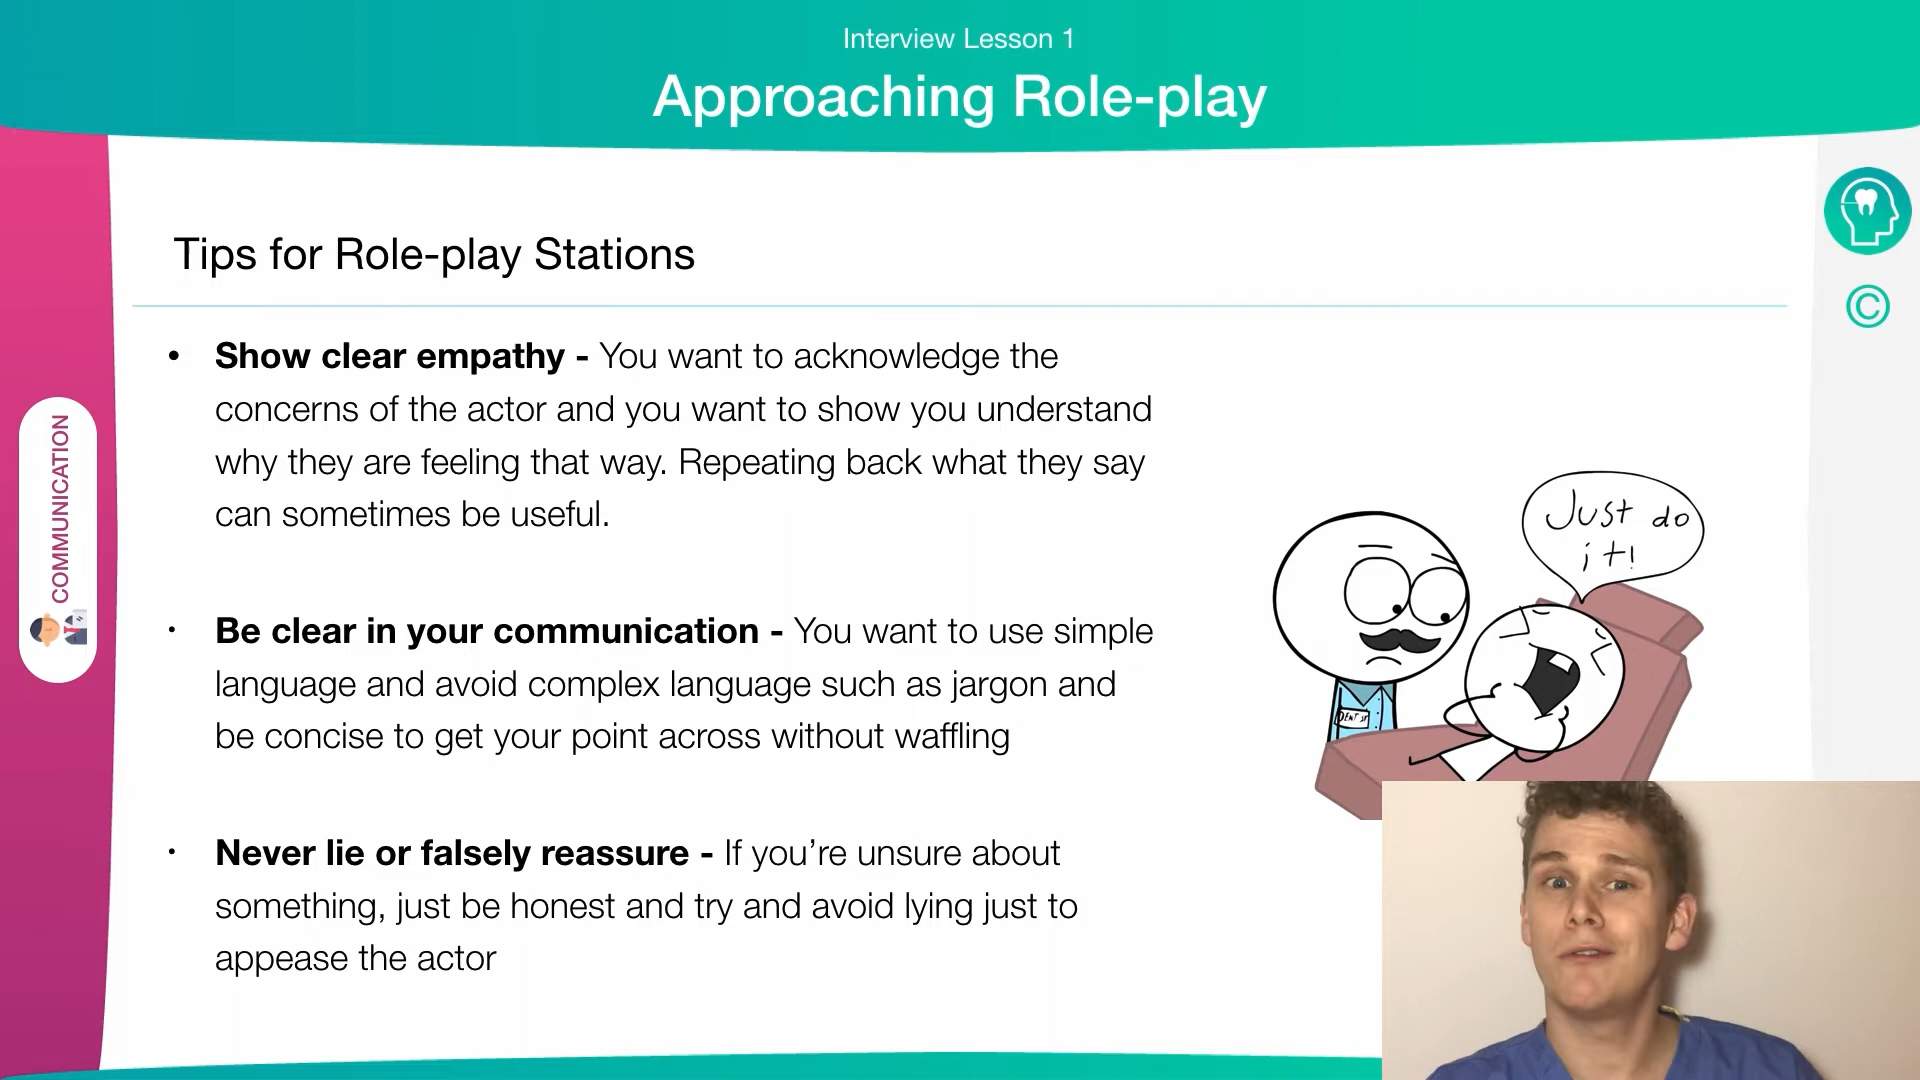 Interview Lesson 1
Approaching Role-play
COMMUNICATION
©
Tips for Role-play Stations
• Show clear empathy - You want to acknowledge the
concerns of the actor and you want to show you understand
why they are feeling that way. Repeating back what they say
can sometimes be useful.
• Be clear in your communication - You want to use simple
language and avoid complex language such as jargon and
be concise to get your point across without waffling
• Never lie or falsely reassure - If you’re unsure about
something, just be honest and try and avoid lying just to
appease the actor
Just do
it!